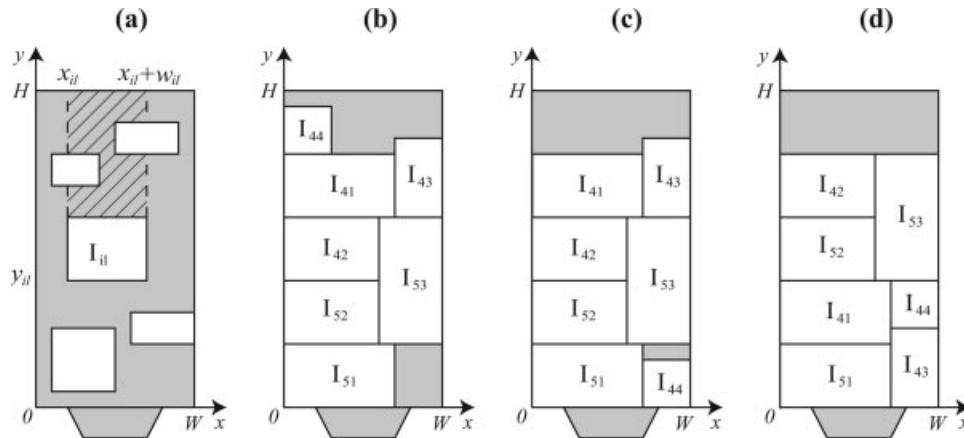 (a) (b) (c) (d)
y x_il x_il+w_il
H
I_il
y_il
0 W x
y
H
I_44
I_41 I_43
I_42
I_53
I_52
I_51
0 W x
y
H
I_43
I_41
I_42
I_53
I_52
I_51
I_44
0 W x
y
H
I_42
I_53
I_52
I_44
I_41
I_43
I_51
0 W x